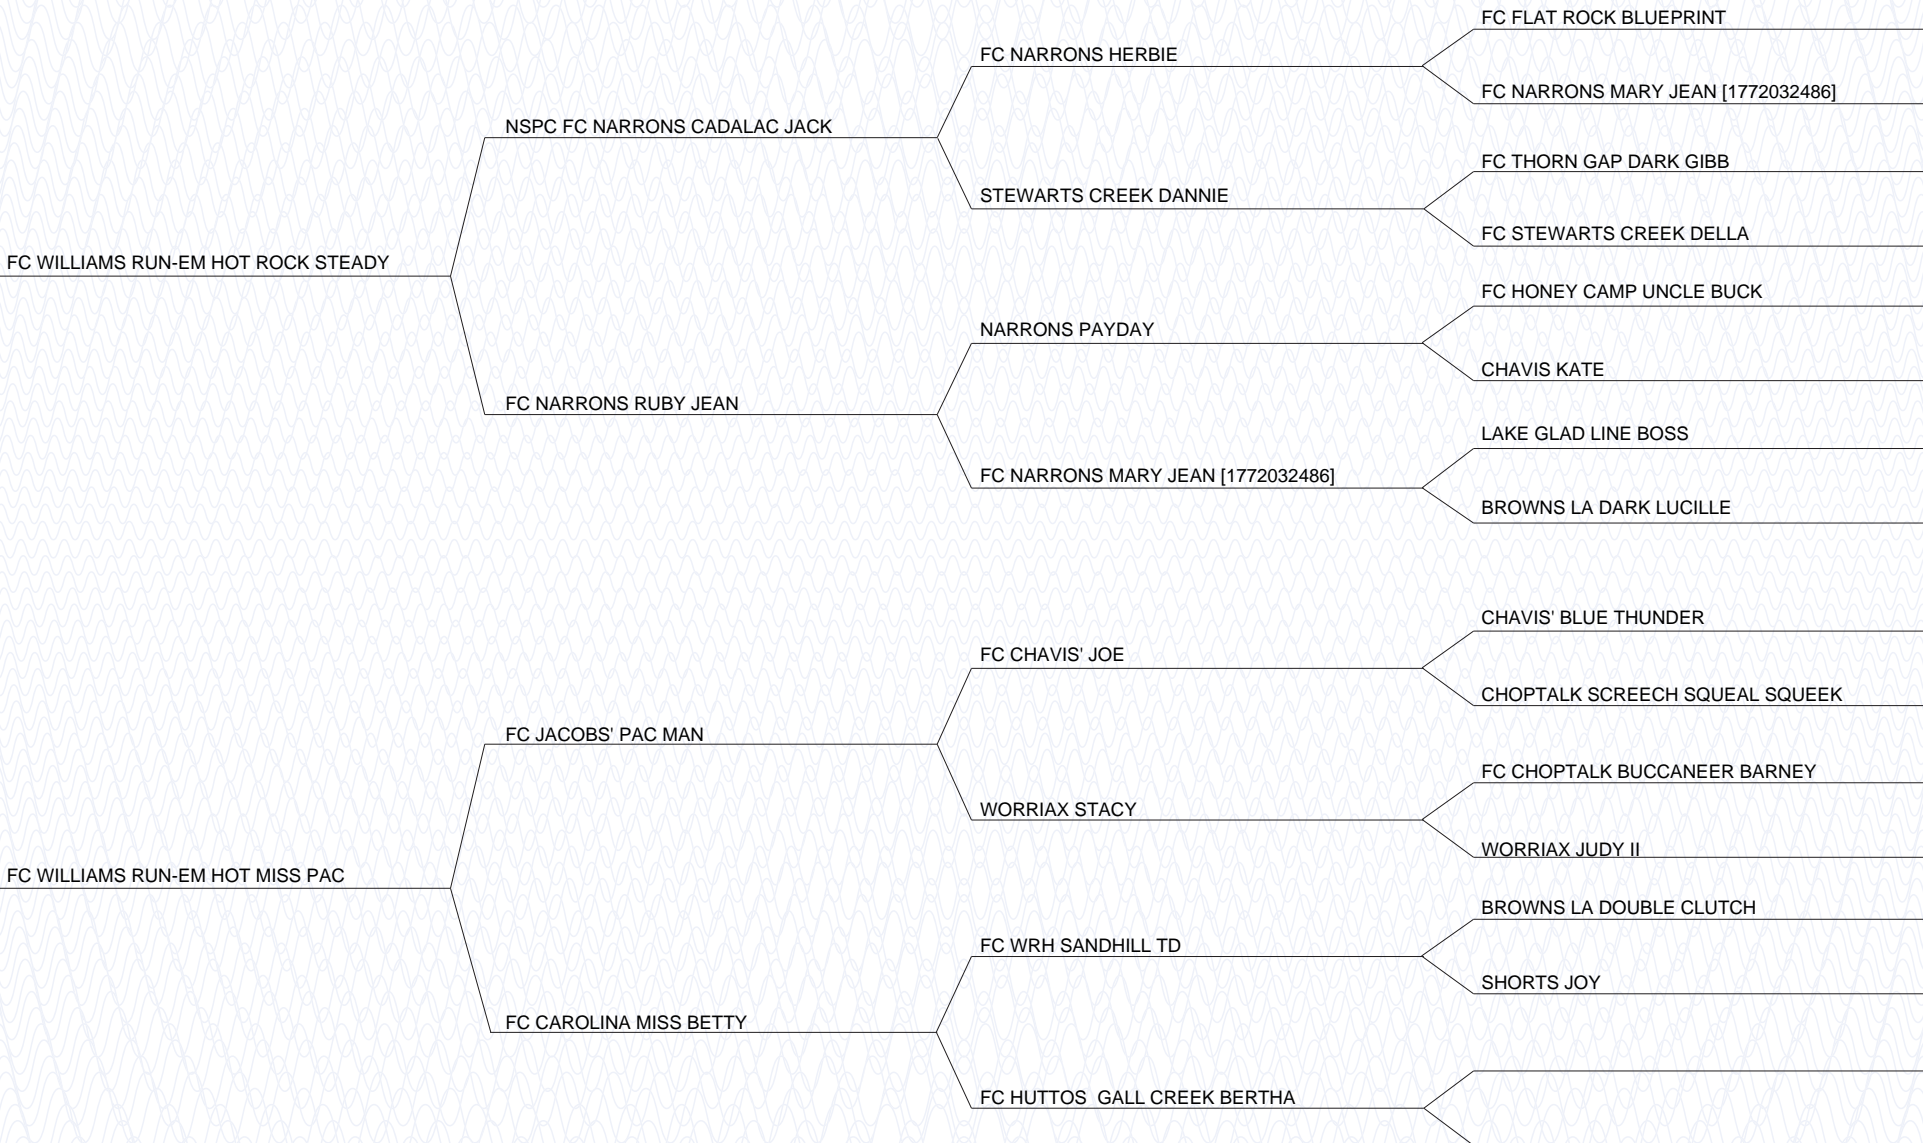 FC FLAT ROCK BLUEPRINT
FC NARRONS HERBIE
FC NARRONS MARY JEAN [1772032486]
NSPC FC NARRONS CADALAC JACK
FC THORN GAP DARK GIBB
STEWARTS CREEK DANNIE
FC STEWARTS CREEK DELLA
FC WILLIAMS RUN-EM HOT ROCK STEADY
FC HONEY CAMP UNCLE BUCK
NARRONS PAYDAY
CHAVIS KATE
FC NARRONS RUBY JEAN
LAKE GLAD LINE BOSS
FC NARRONS MARY JEAN [1772032486]
BROWNS LA DARK LUCILLE
CHAVIS' BLUE THUNDER
FC CHAVIS' JOE
CHOPTALK SCREECH SQUEAL SQUEEK
FC JACOBS' PAC MAN
FC CHOPTALK BUCCANEER BARNEY
WORRIAX STACY
WORRIAX JUDY II
FC WILLIAMS RUN-EM HOT MISS PAC
BROWNS LA DOUBLE CLUTCH
FC WRH SANDHILL TD
SHORTS JOY
FC CAROLINA MISS BETTY
FC HUTTOS  GALL CREEK BERTHA